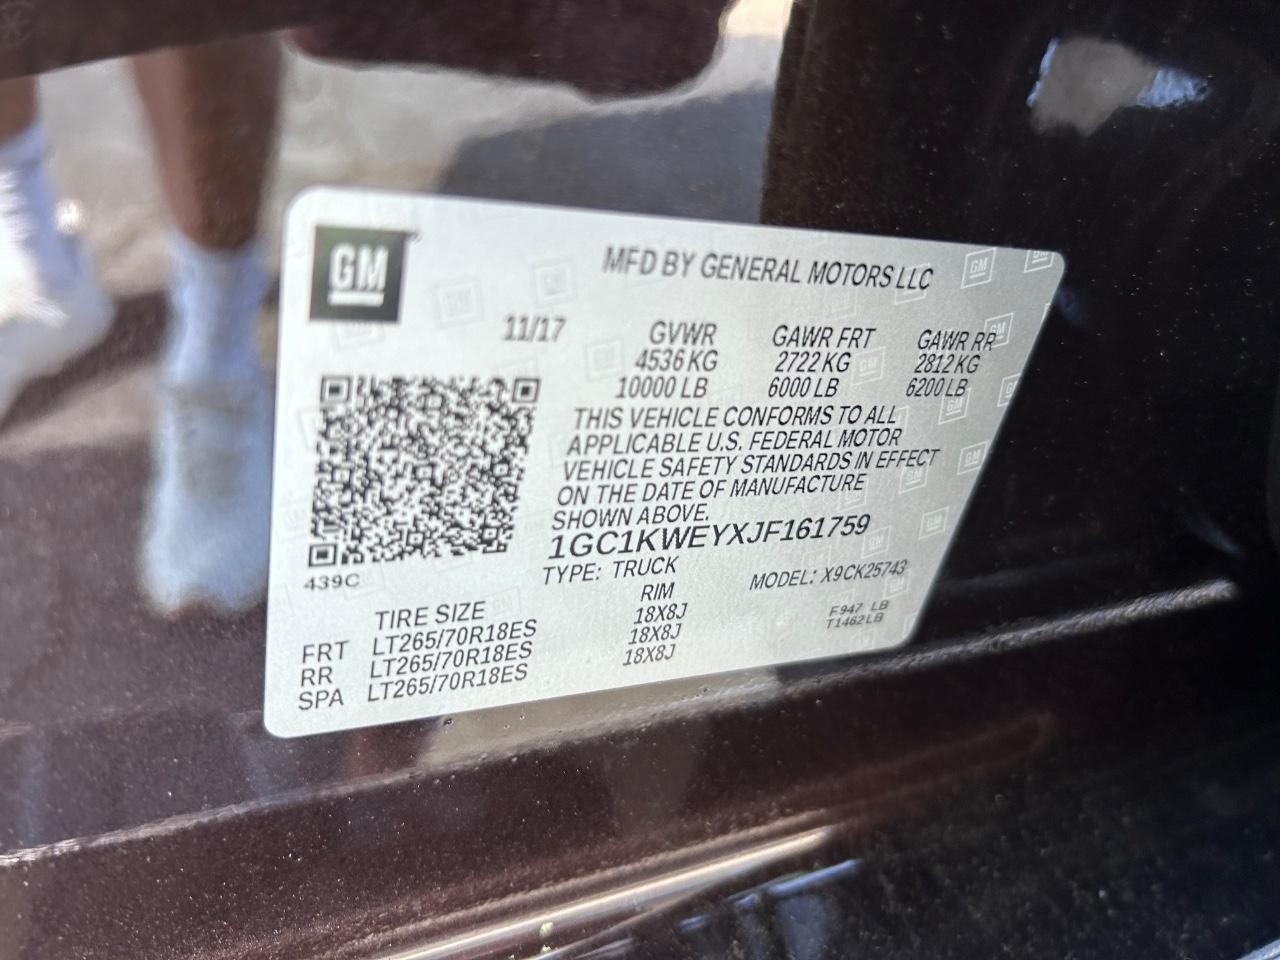 GM
MFD BY GENERAL MOTORS LLC
11/17 GVWR GAWR FRT GAWR RR
4536 KG 2722 KG 2812 KG
10000 LB 6000 LB 6200 LB
THIS VEHICLE CONFORMS TO ALL
APPLICABLE U.S. FEDERAL MOTOR
VEHICLE SAFETY STANDARDS IN EFFECT
ON THE DATE OF MANUFACTURE
SHOWN ABOVE.
1GC1KWEYXJF161759
439C
TYPE: TRUCK MODEL: X9CK25743
TIRE SIZE RIM
FRT LT265/70R18ES 18X8J
RR LT265/70R18ES 18X8J
SPA LT265/70R18ES 18X8J
F947 LB
T1462LB